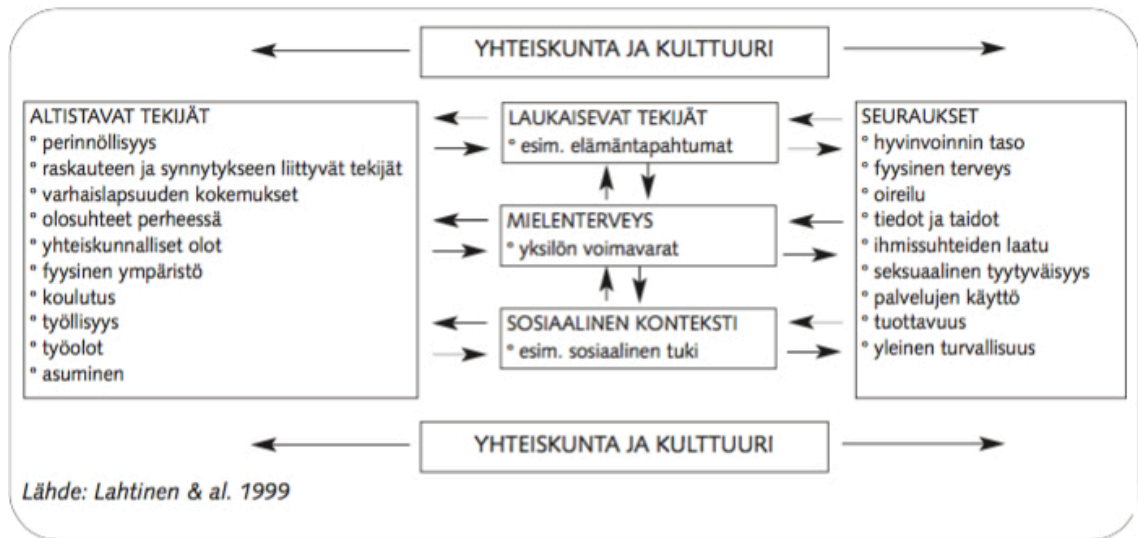 YHTEISKUNTA JA KULTTUURI
ALTISTAVAT TEKIJÄT
° perinnöllisyys
° raskauteen ja synnytykseen liittyvät tekijät
° varhaislapsuuden kokemukset
° olosuhteet perheessä
° yhteiskunnalliset olot
° fyysinen ympäristö
° koulutus
° työllisyys
° työolot
° asuminen
LAUKAISEVAT TEKIJÄT
° esim. elämäntapahtumat
MIELENTERVEYS
° yksilön voimavarat
SOSIAALINEN KONTEKSTI
° esim. sosiaalinen tuki
SEURAUKSET
° hyvinvoinnin taso
° fyysinen terveys
° oireilu
° tiedot ja taidot
° ihmissuhteiden laatu
° seksuaalinen tyytyväisyys
° palvelujen käyttö
° tuottavuus
° yleinen turvallisuus
YHTEISKUNTA JA KULTTUURI
Lähde: Lahtinen & al. 1999